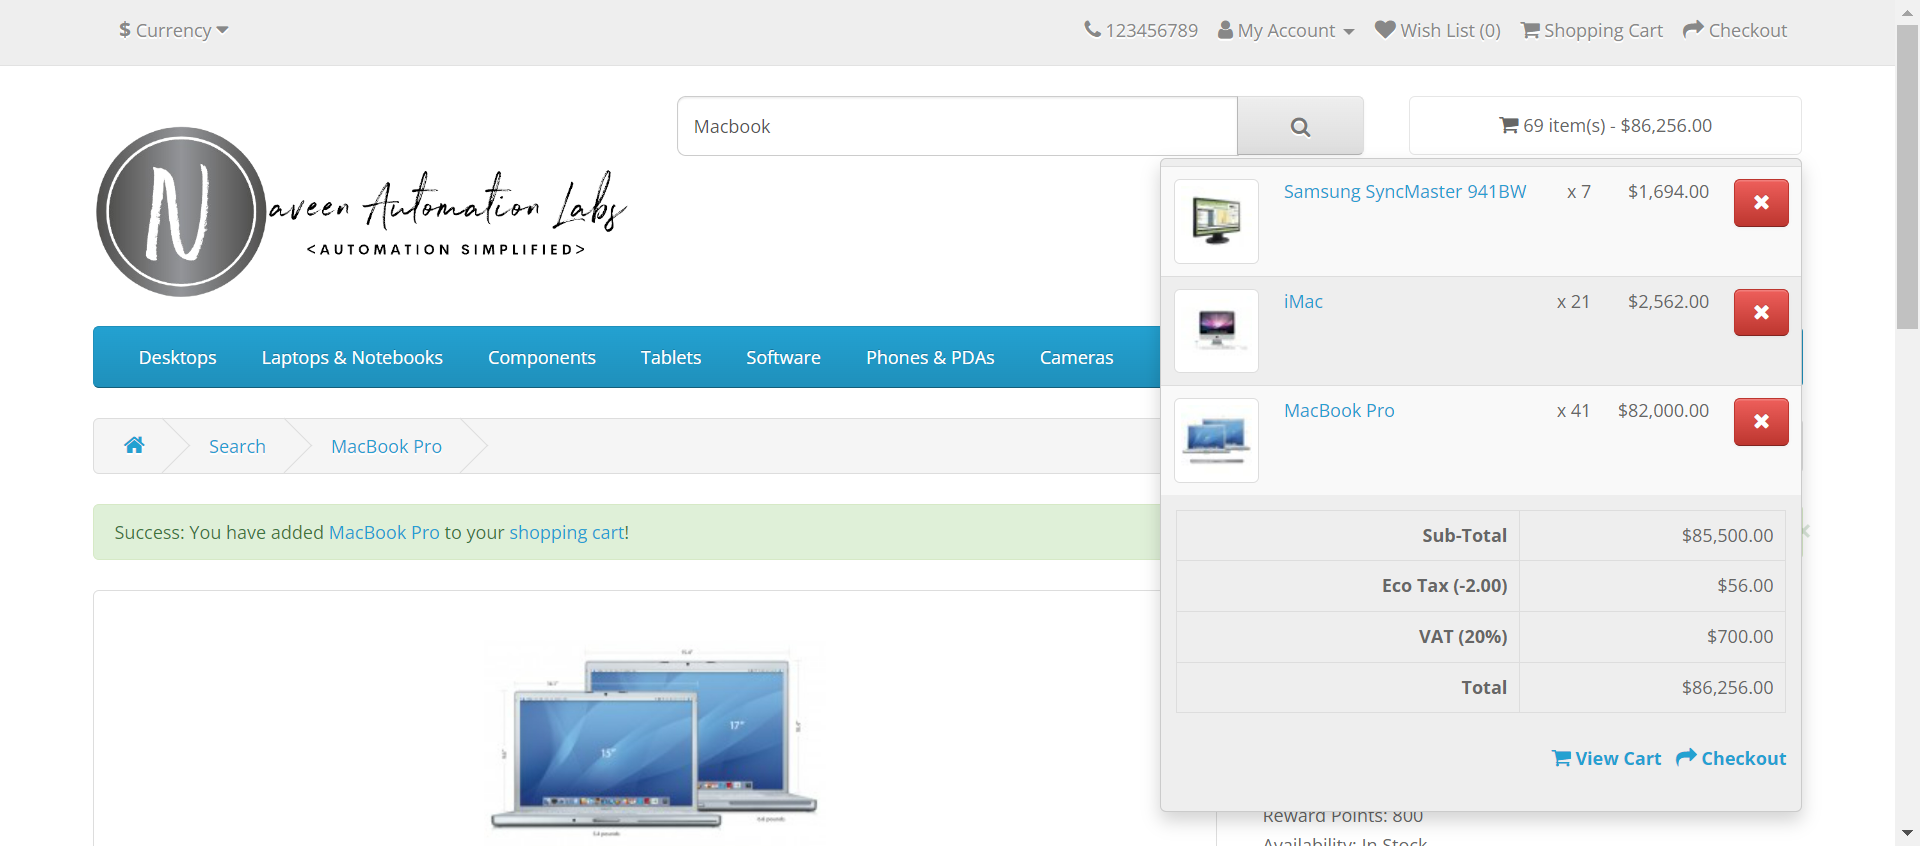 $ Currency
123456789 My Account Wish List (0) Shopping Cart Checkout
Macbook
69 item(s) - $86,256.00
N aveen Automation Labs
<AUTOMATION SIMPLIFIED>
Samsung SyncMaster 941BW x 7 $1,694.00
iMac x 21 $2,562.00
MacBook Pro x 41 $82,000.00
Sub-Total $85,500.00
Eco Tax (-2.00) $56.00
VAT (20%) $700.00
Total $86,256.00
View Cart Checkout
Desktops Laptops & Notebooks Components Tablets Software Phones & PDAs Cameras
Search MacBook Pro
Success: You have added MacBook Pro to your shopping cart!
15"
17"
Reward Points: 800
Availability: In Stock